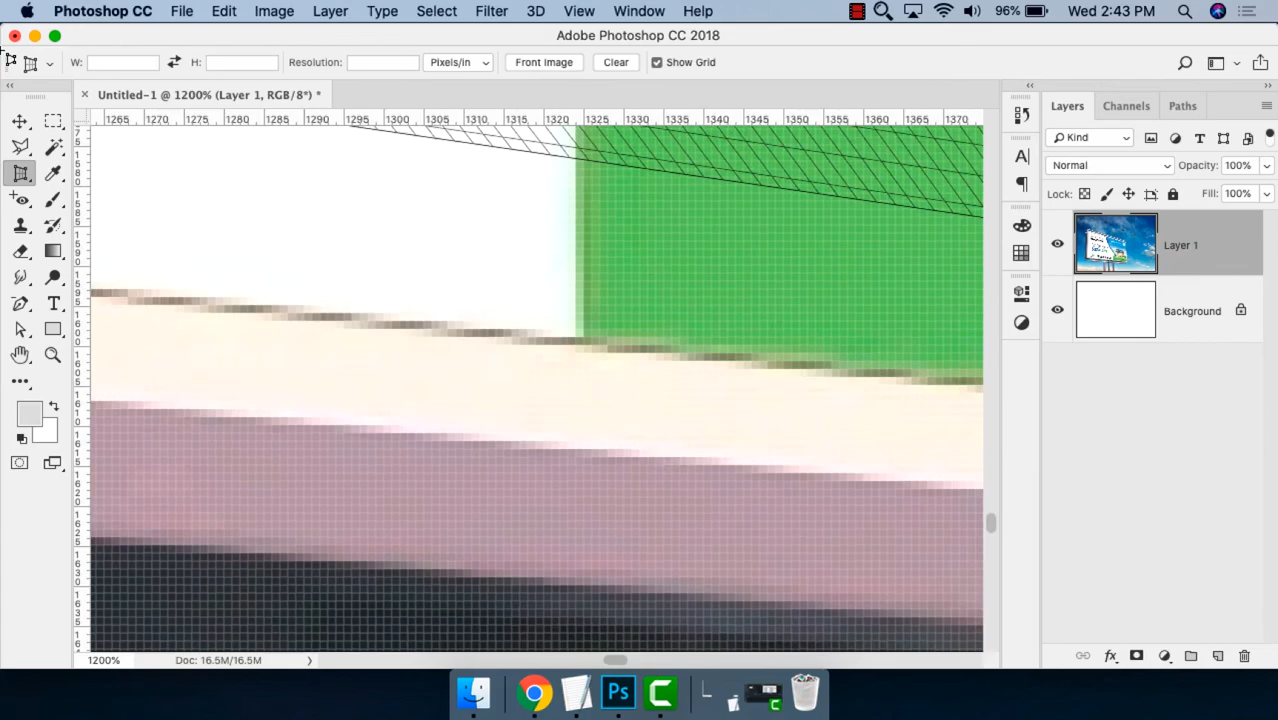 Photoshop CC File Edit Image Layer Type Select Filter 3D View Window Help 96% Wed 2:43 PM
Adobe Photoshop CC 2018
W: H: Resolution: Pixels/in Front Image Clear Show Grid
Untitled-1 @ 1200% (Layer 1, RGB/8*) *
1265 1270 1275 1280 1285 1290 1295 1300 1305 1310 1315 1320 1325 1330 1335 1340 1345 1350 1355 1360 1365 1370
Layers Channels Paths
Kind
Normal Opacity: 100%
Lock: Fill: 100%
Layer 1
Background
1200% Doc: 16.5M/16.5M
Ps